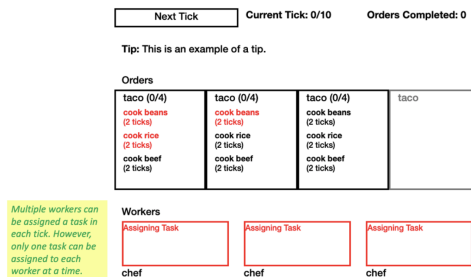 Next Tick
Current Tick: 0/10
Orders Completed: 0
Tip: This is an example of a tip.
Orders
taco (0/4)
cook beans
(2 ticks)
cook rice
(2 ticks)
cook beef
(2 ticks)
taco (0/4)
cook beans
(2 ticks)
cook rice
(2 ticks)
cook beef
(2 ticks)
taco (0/4)
cook beans
(2 ticks)
cook rice
(2 ticks)
cook beef
(2 ticks)
taco
Multiple workers can
be assigned a task in
each tick. However,
only one task can be
assigned to each
worker at a time.
Workers
Assigning Task
Assigning Task
Assigning Task
chef
chef
chef